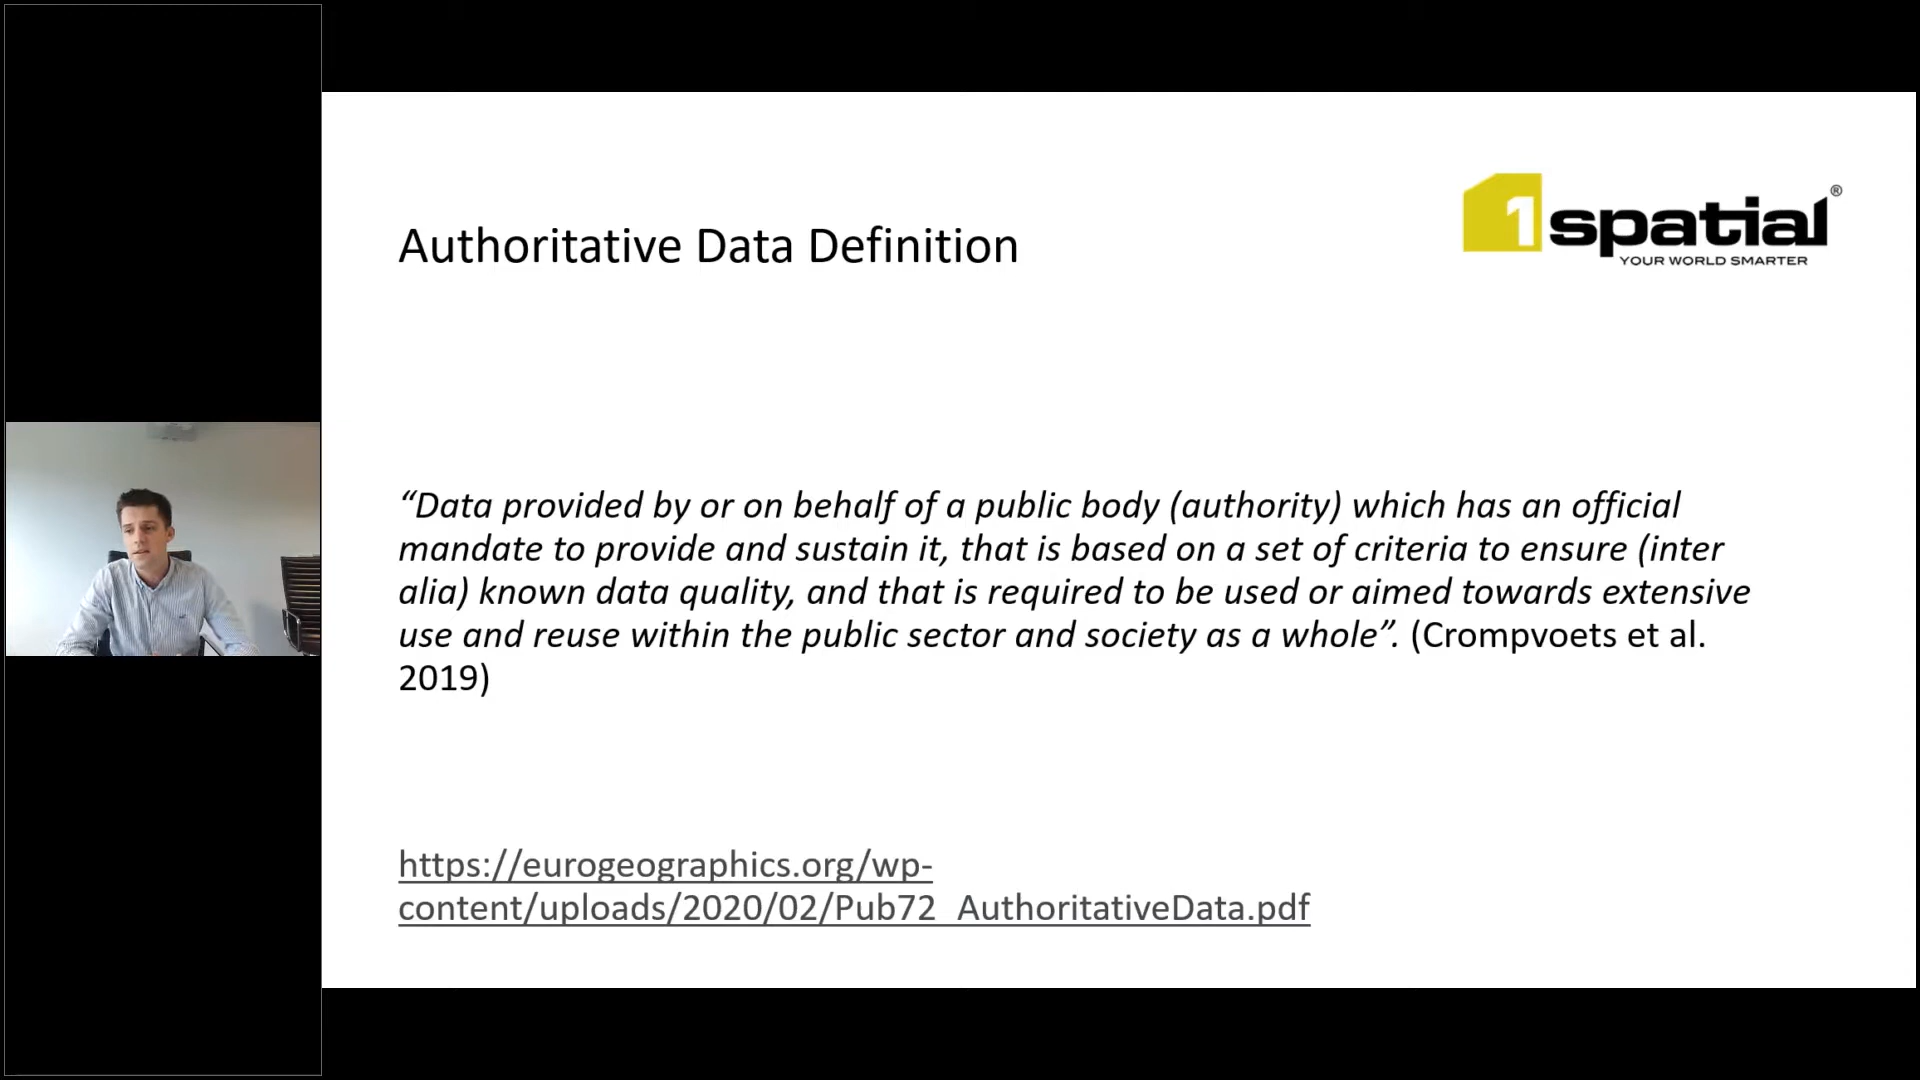 Authoritative Data Definition
1spatial®
YOUR WORLD SMARTER
“Data provided by or on behalf of a public body (authority) which has an official
mandate to provide and sustain it, that is based on a set of criteria to ensure (inter
alia) known data quality, and that is required to be used or aimed towards extensive
use and reuse within the public sector and society as a whole”. (Crompvoets et al.
2019)
https://eurogeographics.org/wp-
content/uploads/2020/02/Pub72_AuthoritativeData.pdf